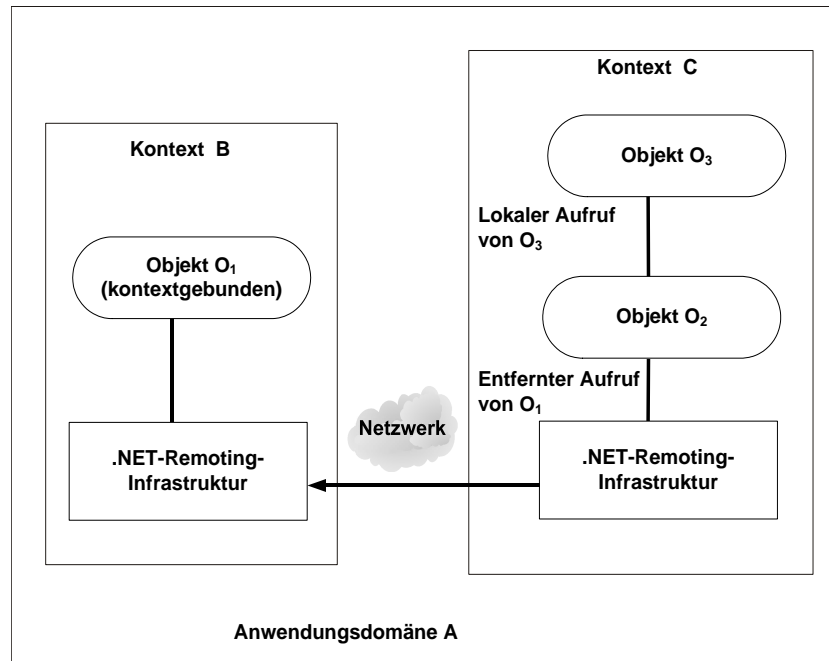 Kontext B
Objekt O₁
(kontextgebunden)
.NET-Remoting-
Infrastruktur
Netzwerk
Kontext C
Objekt O₃
Lokaler Aufruf
von O₃
Objekt O₂
Entfernter Aufruf
von O₁
.NET-Remoting-
Infrastruktur
Anwendungsdomäne A